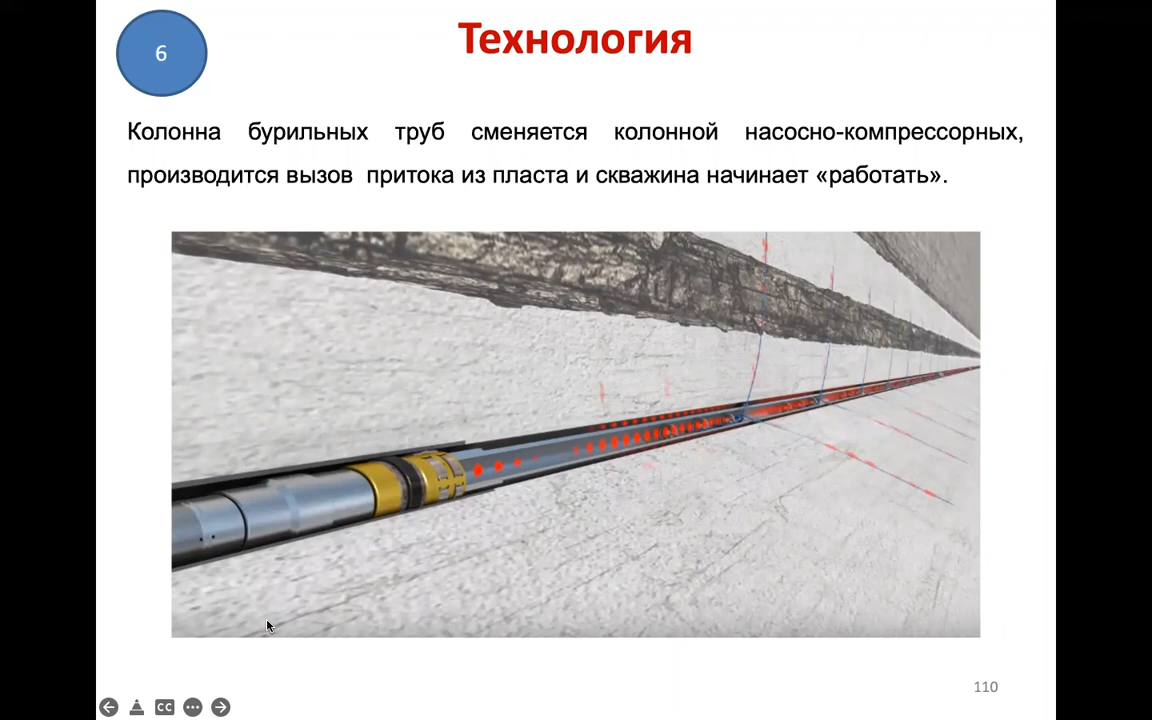 6
Технология
Колонна бурильных труб сменяется колонной насосно-компрессорных,
производится вызов притока из пласта и скважина начинает «работать».
110
CC